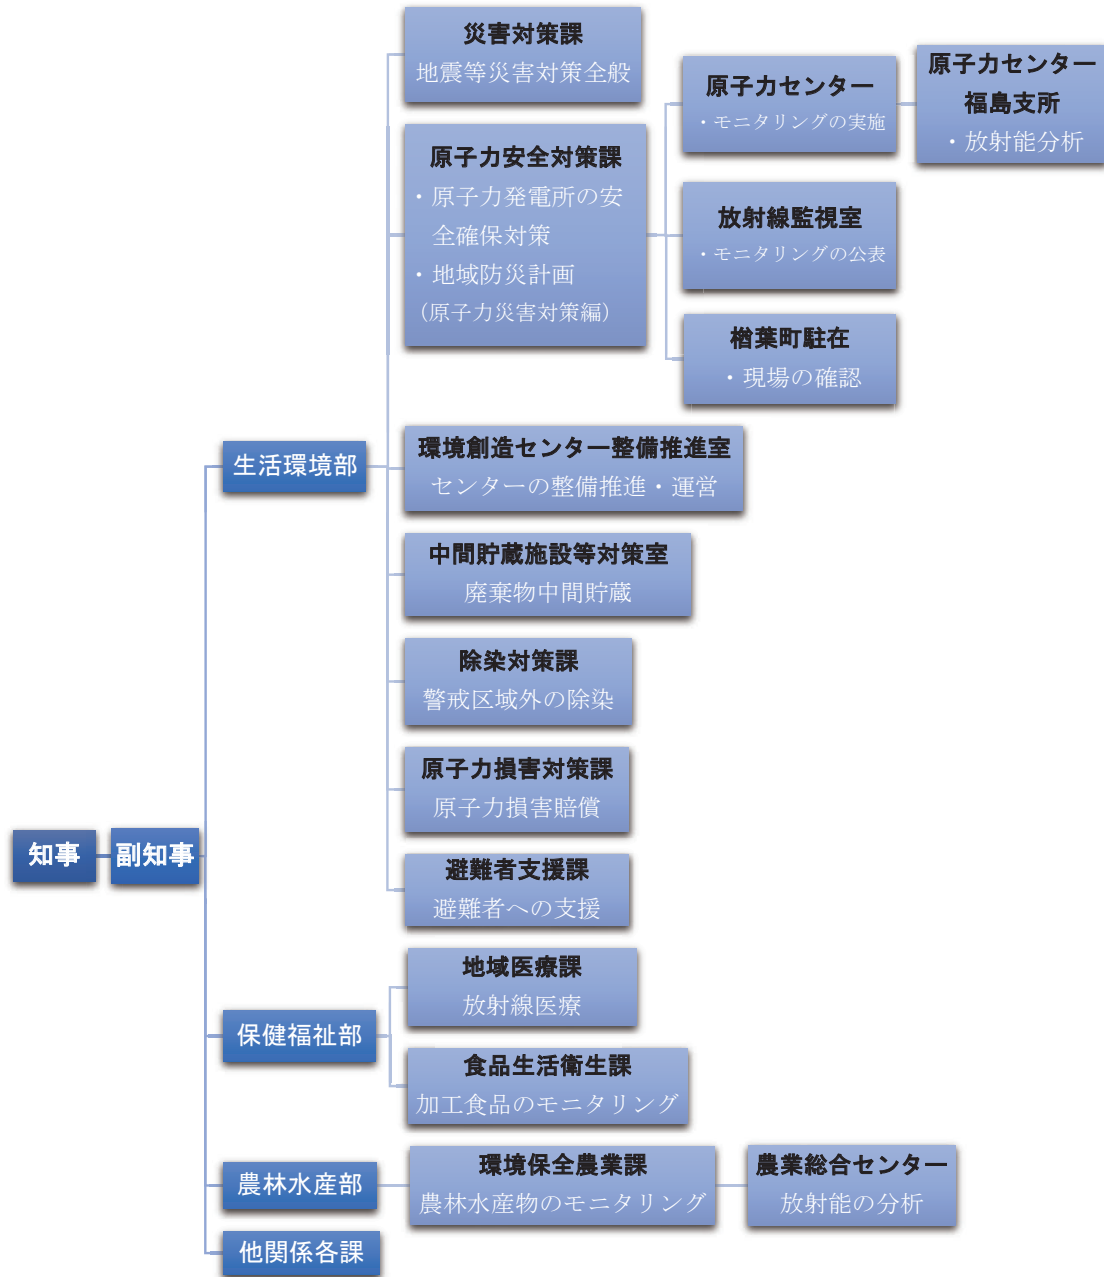 知事
副知事
生活環境部
災害対策課
地震等災害対策全般
原子力安全対策課
・原子力発電所の安
全確保対策
・地域防災計画
（原子力災害対策編）
原子力センター
・モニタリングの実施
原子力センター
福島支所
・放射能分析
放射線監視室
・モニタリングの公表
楢葉町駐在
・現場の確認
環境創造センター整備推進室
センターの整備推進・運営
中間貯蔵施設等対策室
廃棄物中間貯蔵
除染対策課
警戒区域外の除染
原子力損害対策課
原子力損害賠償
避難者支援課
避難者への支援
保健福祉部
地域医療課
放射線医療
食品生活衛生課
加工食品のモニタリング
農林水産部
環境保全農業課
農林水産物のモニタリング
農業総合センター
放射能の分析
他関係各課